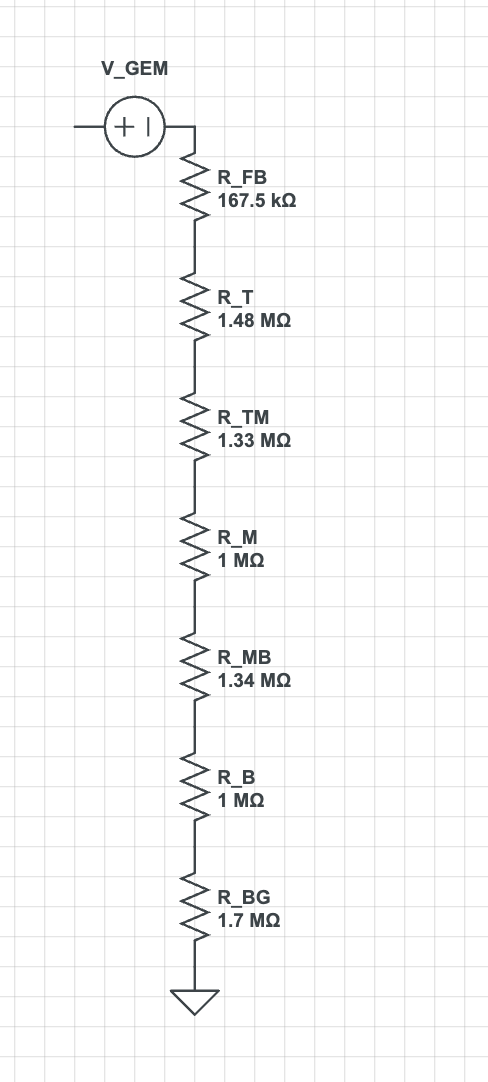 V_GEM
R_FB
167.5 kΩ
R_T
1.48 MΩ
R_TM
1.33 MΩ
R_M
1 MΩ
R_MB
1.34 MΩ
R_B
1 MΩ
R_BG
1.7 MΩ